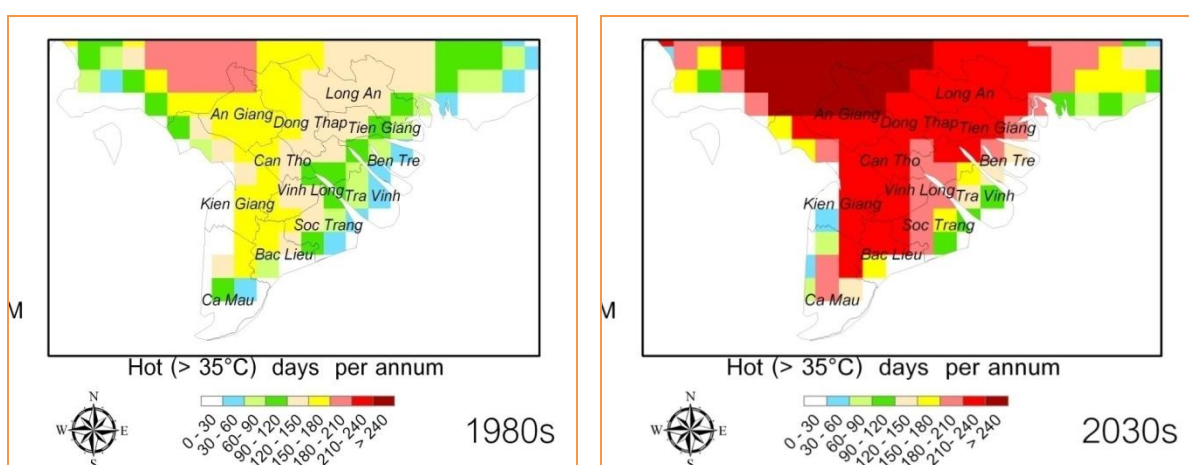 Long An
An Giang Dong Thap Tien Giang
Can Tho Ben Tre
Vinh Long Tra Vinh
Kien Giang
Soc Trang
Bac Lieu
Ca Mau
M
Hot (> 35°C) days per annum
N
W E
S
0 - 30
30 - 60
60- 90
90 - 120
120 - 150
150 - 180
180 - 210
210- 240
> 240
1980s
Long An
An Giang Dong Thap Tien Giang
Can Tho Ben Tre
Vinh Long Tra Vinh
Kien Giang
Soc Trang
Bac Lieu
Ca Mau
M
Hot (> 35°C) days per annum
N
W E
S
0 - 30
30 - 60
60- 90
90 - 120
120 - 150
150 - 180
180 - 210
210- 240
> 240
2030s